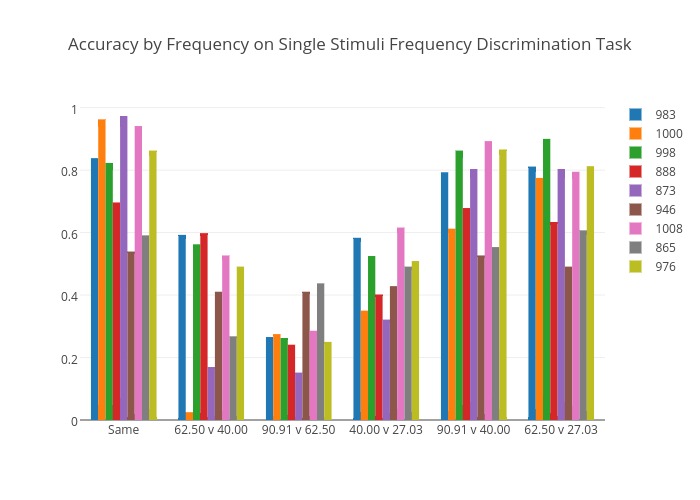 Accuracy by Frequency on Single Stimuli Frequency Discrimination Task
1
0.8
0.6
0.4
0.2
0
Same
62.50 v 40.00
90.91 v 62.50
40.00 v 27.03
90.91 v 40.00
62.50 v 27.03
983
1000
998
888
873
946
1008
865
976